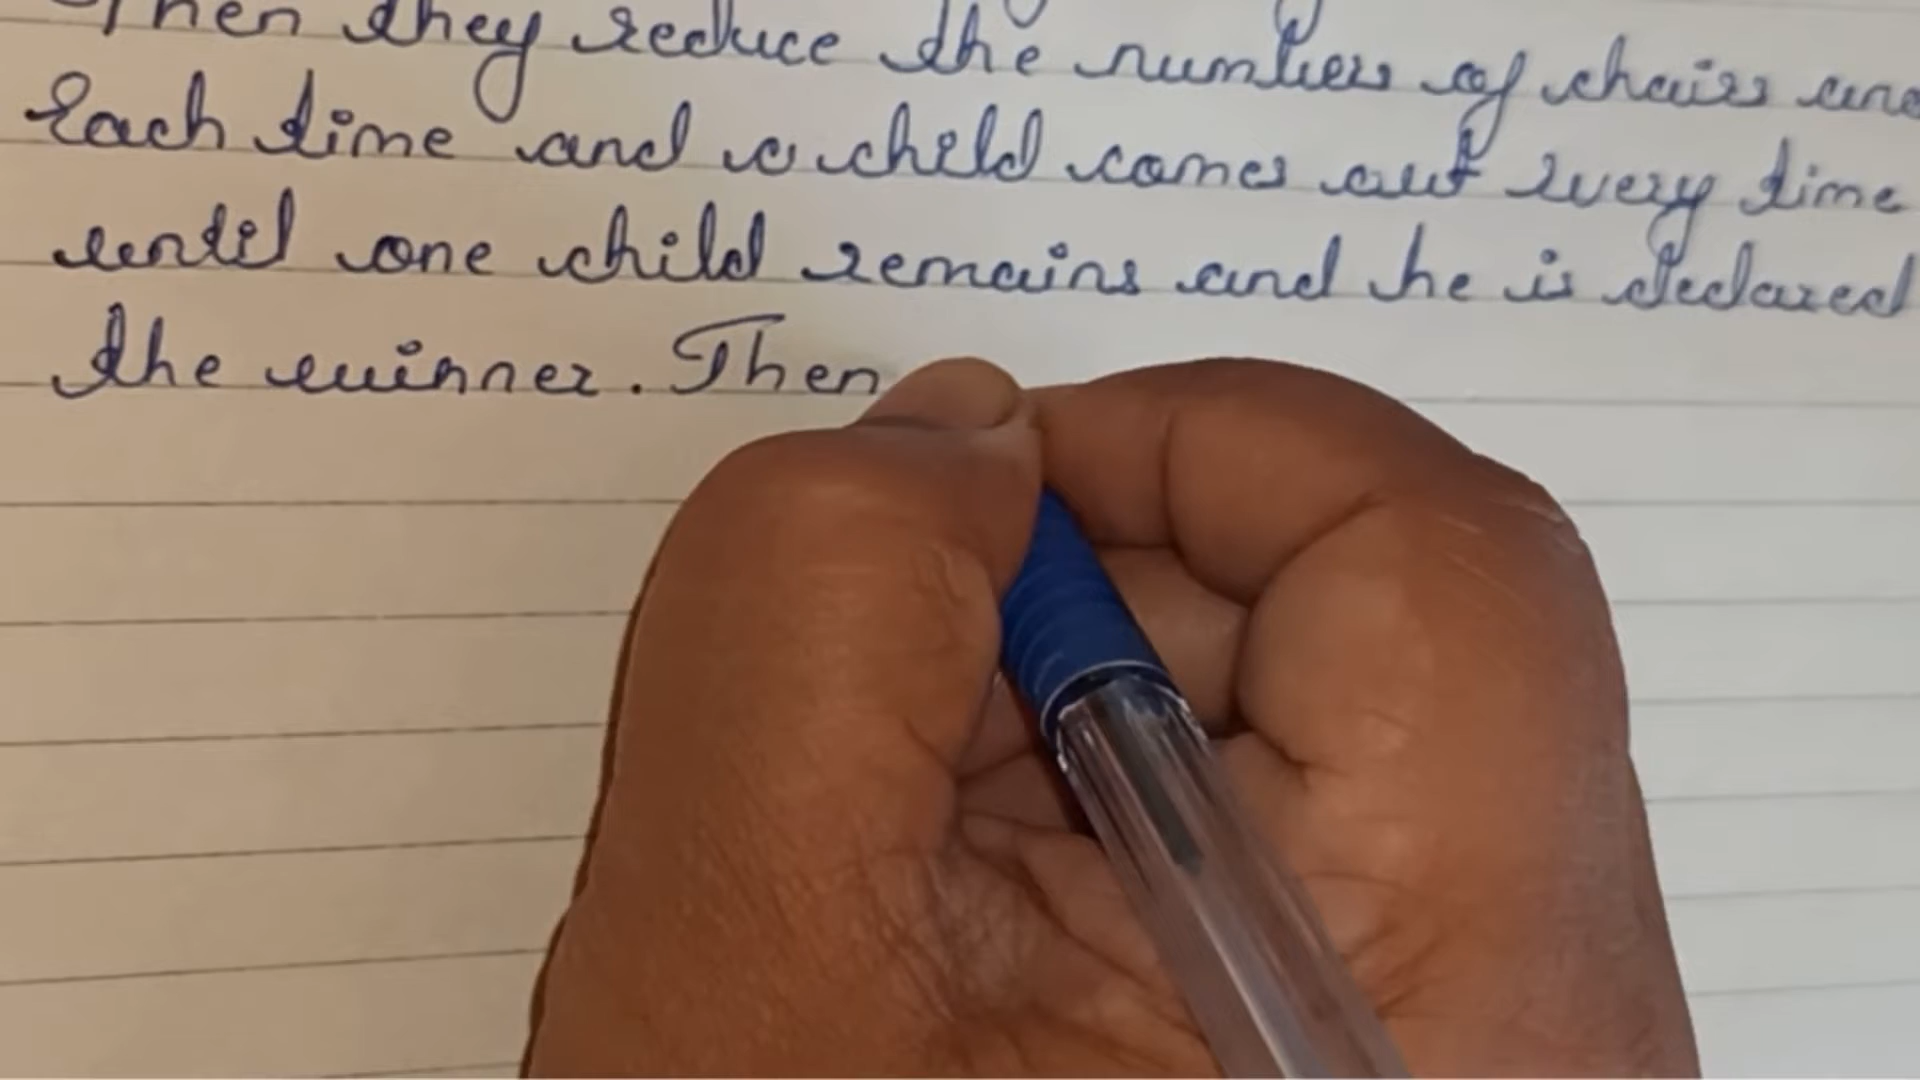 Then they reduce the numbers of chairs and
Each time and a child comes out every time
until one child remains and he is declared
the winner. Then